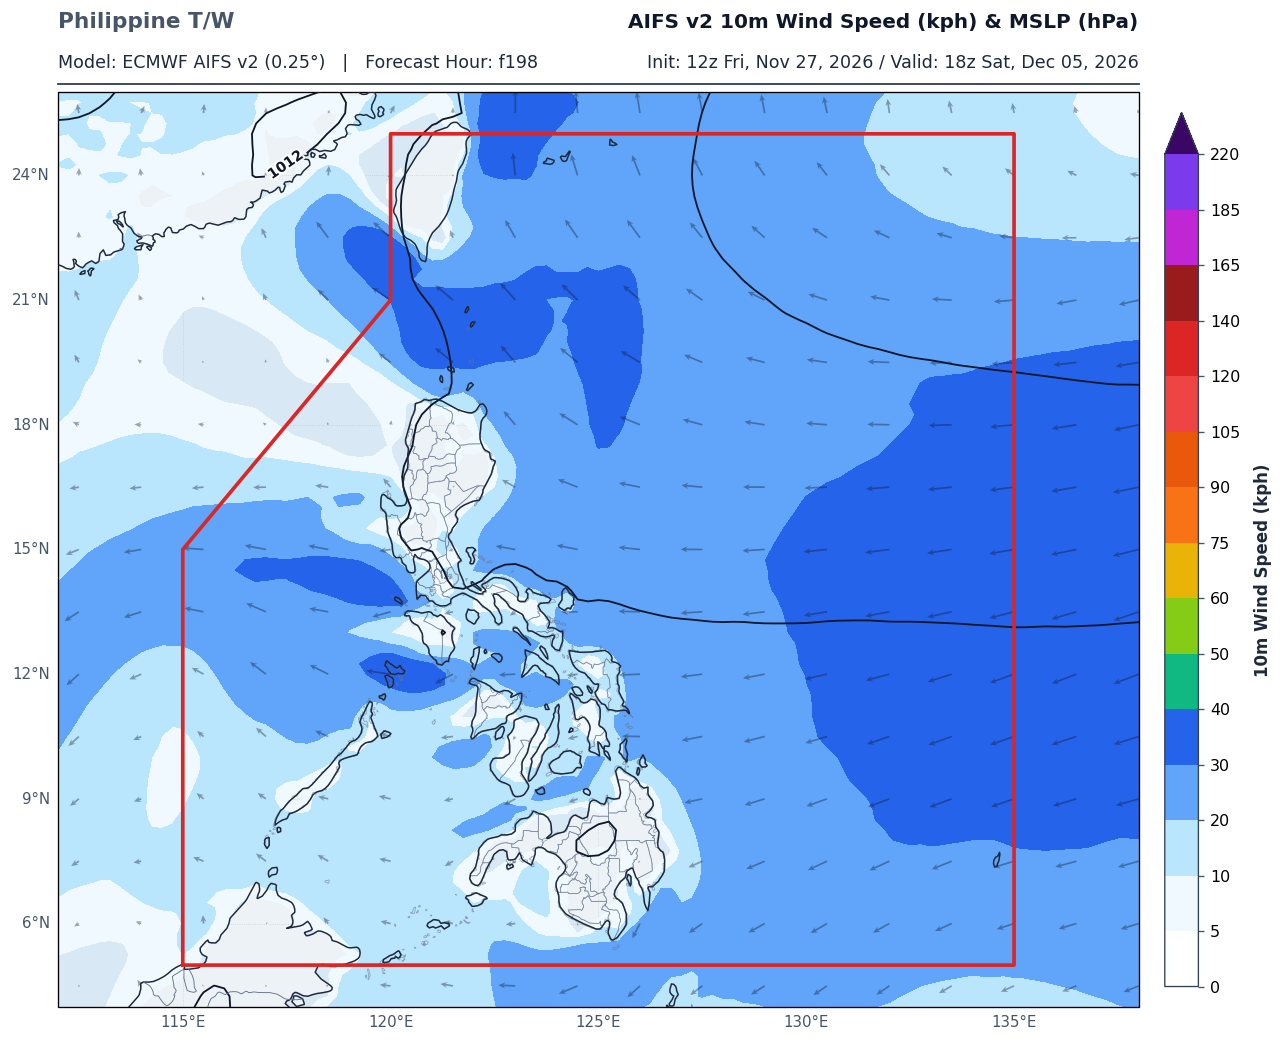 Philippine T/W
AIFS v2 10m Wind Speed (kph) & MSLP (hPa)
Model: ECMWF AIFS v2 (0.25°)   |   Forecast Hour: f198
Init: 12z Fri, Nov 27, 2026 / Valid: 18z Sat, Dec 05, 2026
1012
24°N
21°N
18°N
15°N
12°N
9°N
6°N
115°E
120°E
125°E
130°E
135°E
220
185
165
140
120
105
90
75
60
50
40
30
20
10
5
0
10m Wind Speed (kph)